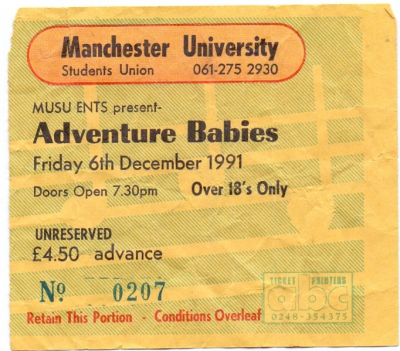 Manchester University
Students Union 061-275 2930
MUSU ENTS present-
Adventure Babies
Friday 6th December 1991
Doors Open 7.30pm Over 18's Only
UNRESERVED
£4.50 advance
Nº 0207
TICKET PRINTERS
abc
0248-354375
Retain This Portion - Conditions Overleaf